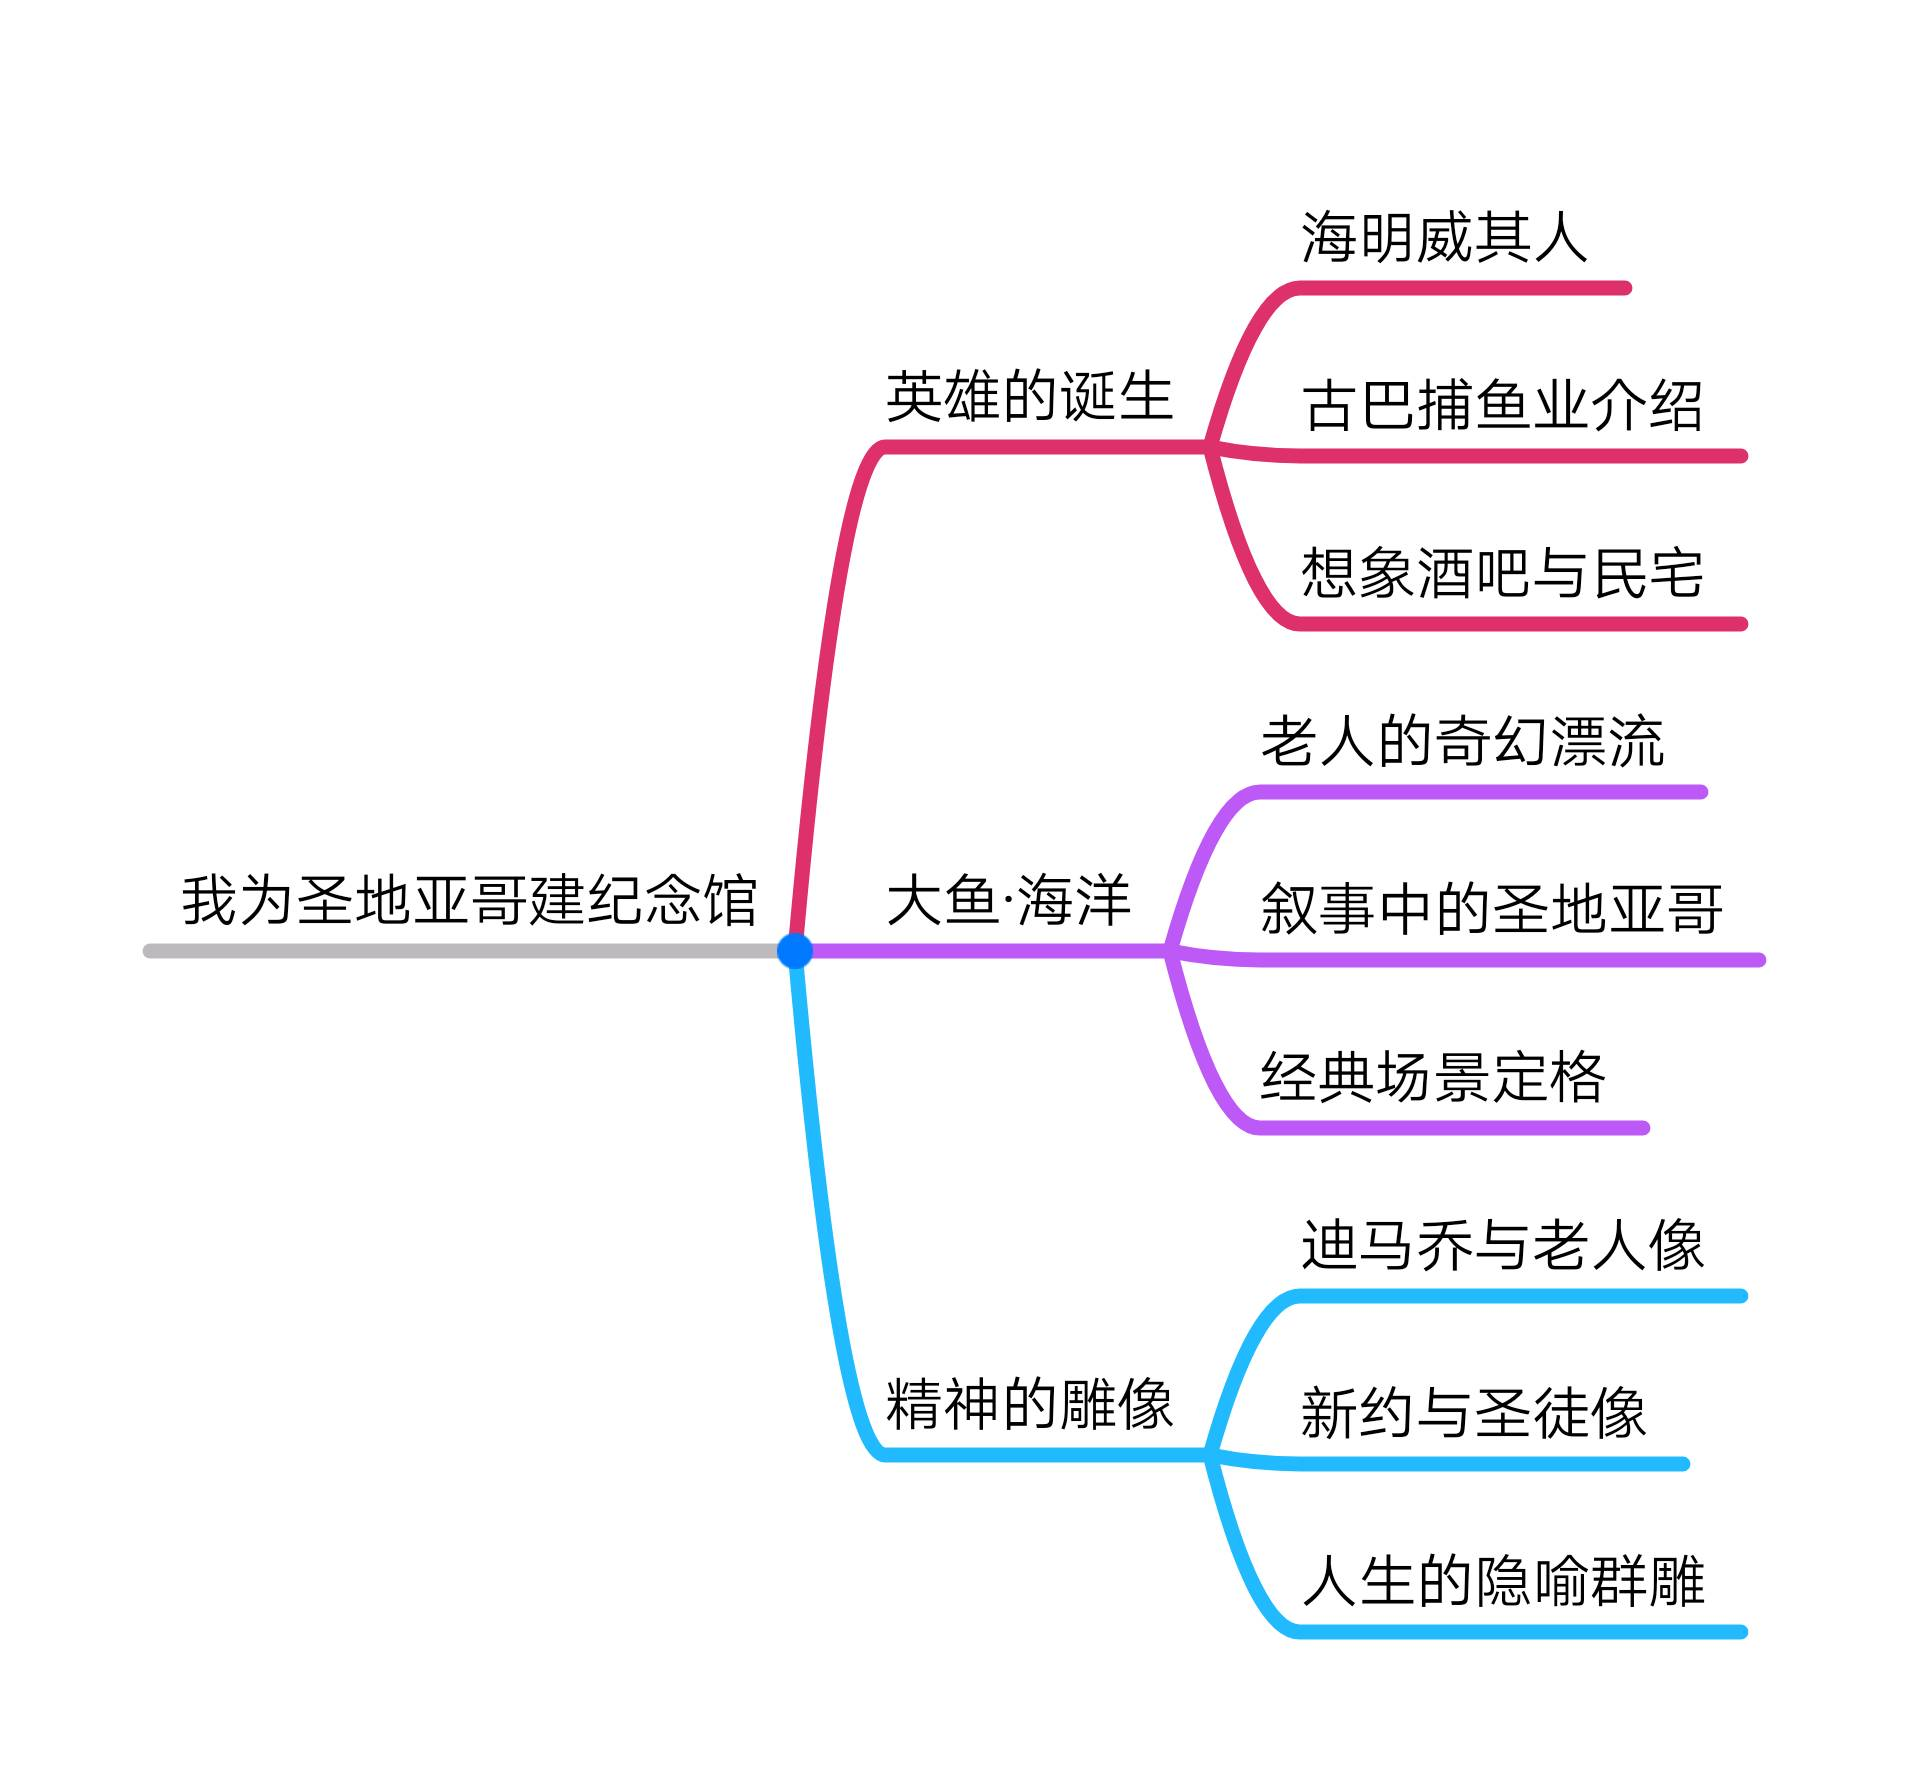 我为圣地亚哥建纪念馆
英雄的诞生
海明威其人
古巴捕鱼业介绍
想象酒吧与民宅
大鱼·海洋
老人的奇幻漂流
叙事中的圣地亚哥
经典场景定格
精神的雕像
迪马乔与老人像
新约与圣徒像
人生的隐喻群雕